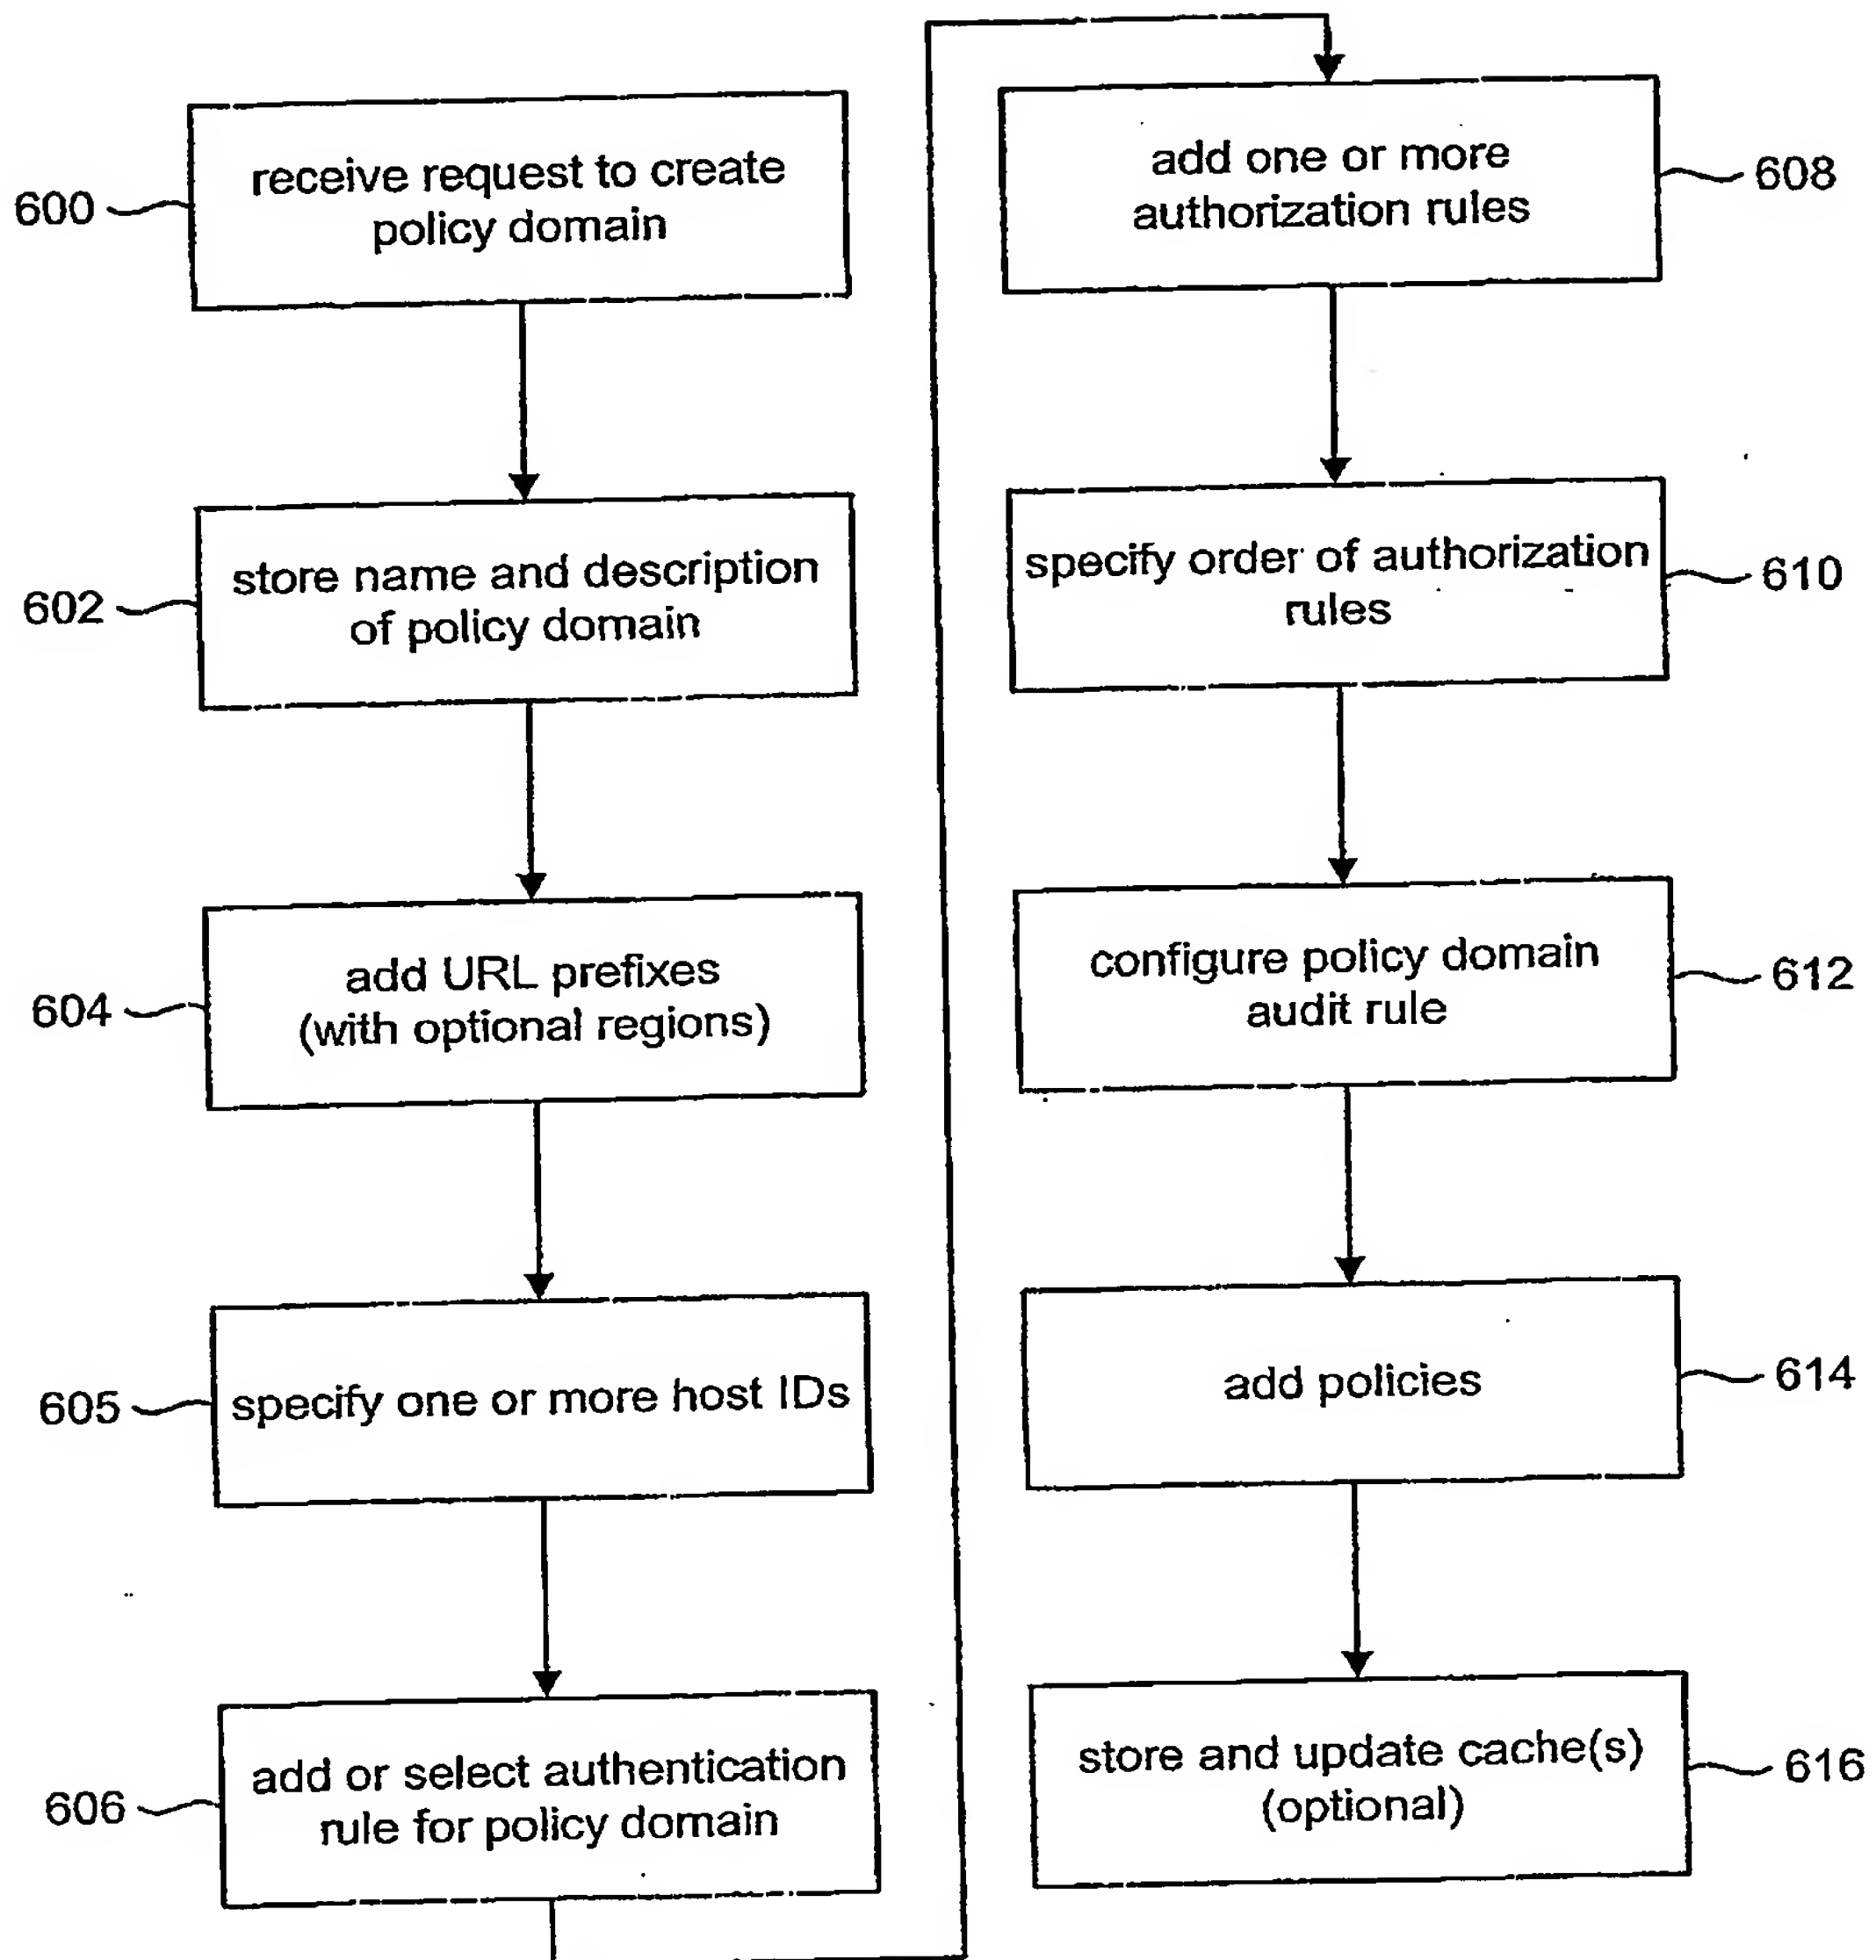 600
receive request to create
policy domain
602
store name and description
of policy domain
604
add URL prefixes
(with optional regions)
605
specify one or more host IDs
606
add or select authentication
rule for policy domain
add one or more
authorization rules
608
specify order of authorization
rules
610
configure policy domain
audit rule
612
add policies
614
store and update cache(s)
(optional)
616